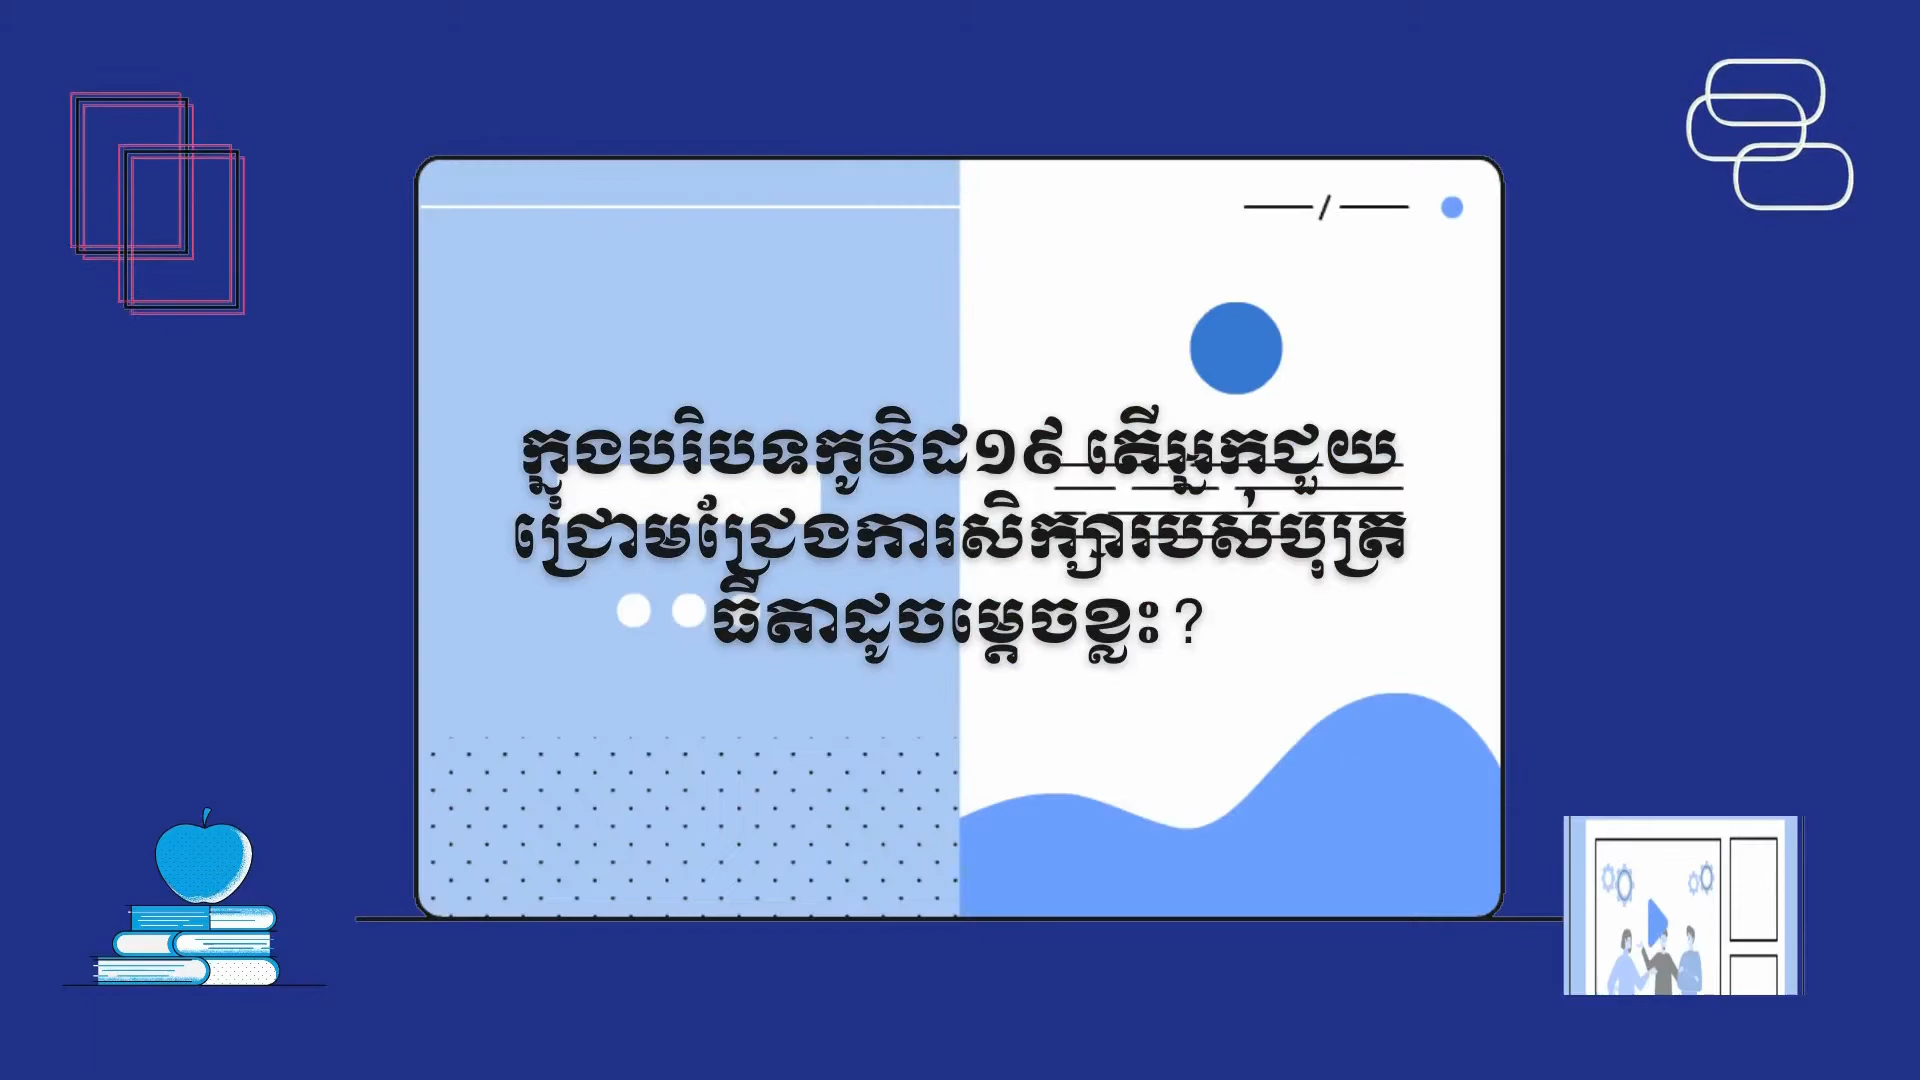 ក្នុងបរិបទកូវិដ១៩ តើអ្នកជួយ
ជ្រោមជ្រែងការសិក្សារបស់បុត្រ
ធីតាដូចម្ដេចខ្លះ?